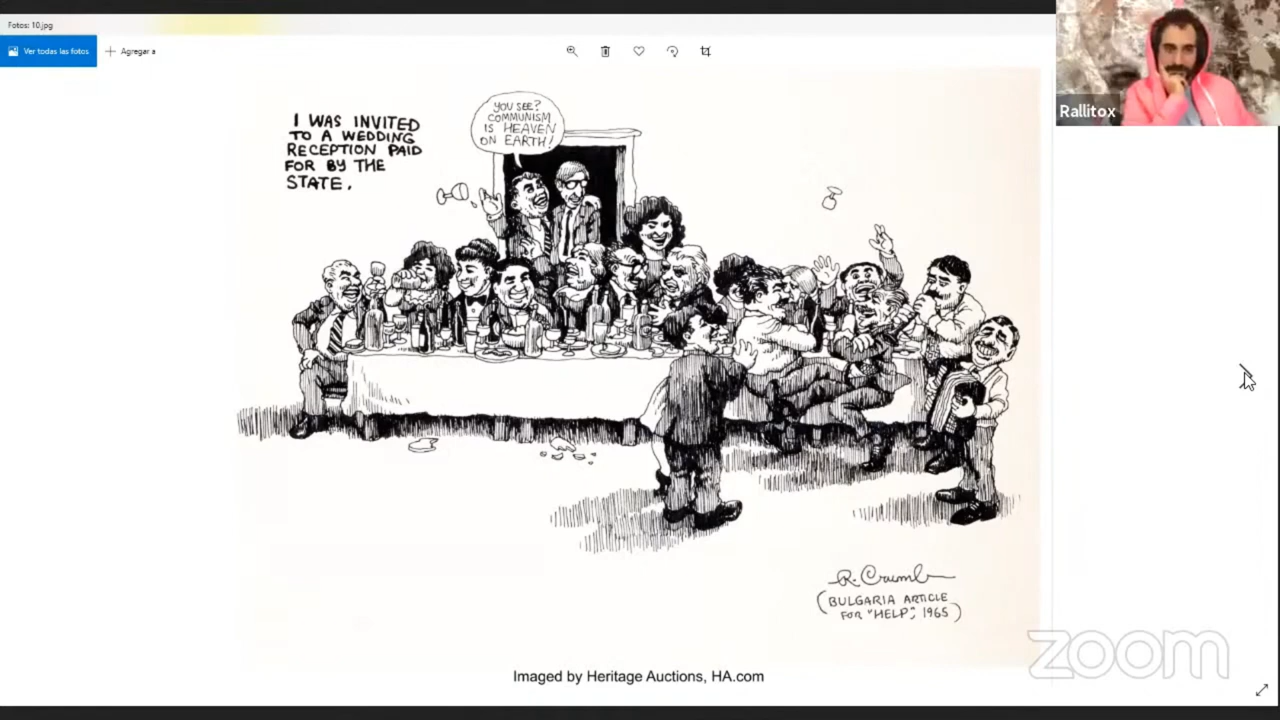 Fotos: 10.jpg
Ver todas las fotos
Agregar a
Rallitox
I WAS INVITED
TO A WEDDING
RECEPTION PAID
FOR BY THE
STATE.
YOU SEE?
COMMUNISM
IS HEAVEN
ON EARTH!
R. Crumb
(BULGARIA ARTICLE
FOR "HELP", 1965)
zoom
Imaged by Heritage Auctions, HA.com